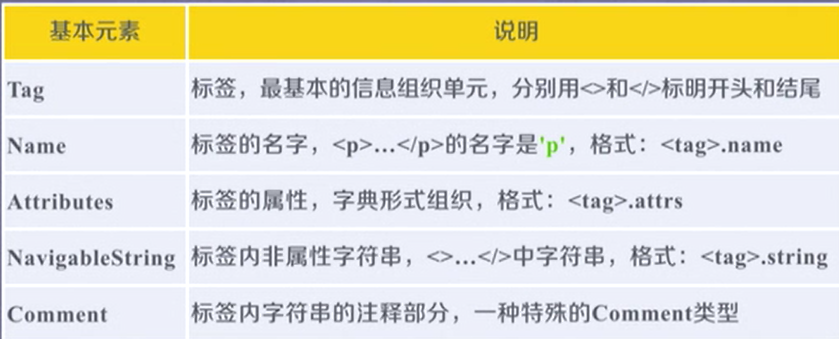 基本元素 说明
Tag 标签，最基本的信息组织单元，分别用<>和</>标明开头和结尾
Name 标签的名字，<p>…</p>的名字是'p'，格式：<tag>.name
Attributes 标签的属性，字典形式组织，格式：<tag>.attrs
NavigableString 标签内非属性字符串，<>…</>中字符串，格式：<tag>.string
Comment 标签内字符串的注释部分，一种特殊的Comment类型